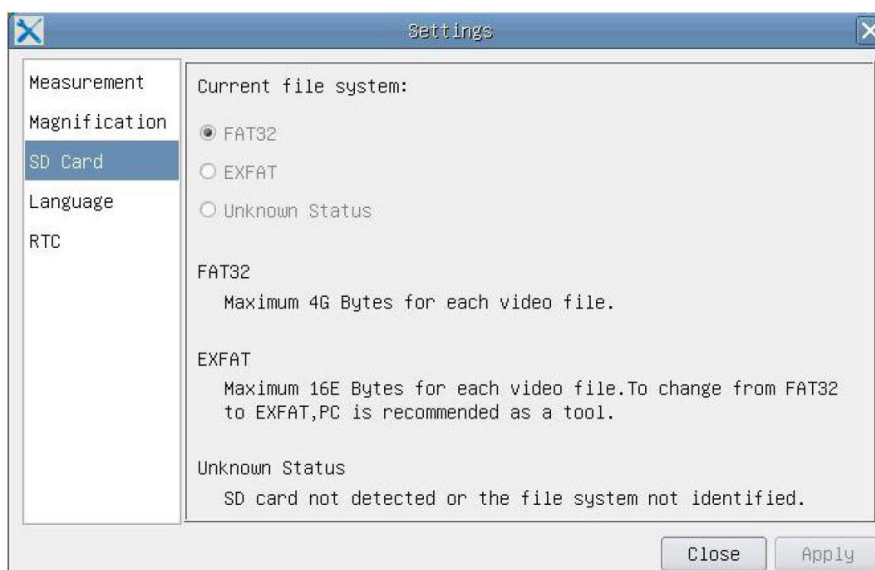 Settings
Measurement
Magnification
SD Card
Language
RTC
Current file system:
FAT32
EXFAT
Unknown Status
FAT32
Maximum 4G Bytes for each video file.
EXFAT
Maximum 16E Bytes for each video file.To change from FAT32
to EXFAT,PC is recommended as a tool.
Unknown Status
SD card not detected or the file system not identified.
Close
Apply